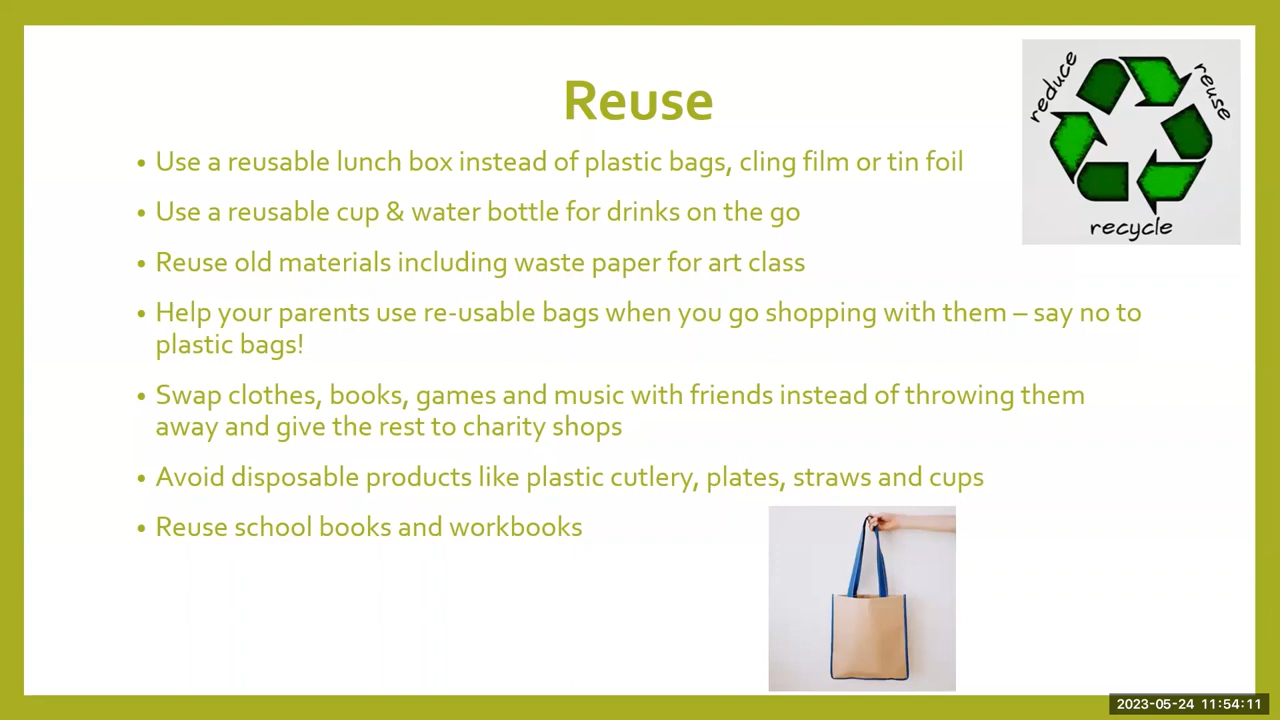 Reuse
reduce
reuse
recycle
• Use a reusable lunch box instead of plastic bags, cling film or tin foil
• Use a reusable cup & water bottle for drinks on the go
• Reuse old materials including waste paper for art class
• Help your parents use re-usable bags when you go shopping with them – say no to
plastic bags!
• Swap clothes, books, games and music with friends instead of throwing them
away and give the rest to charity shops
• Avoid disposable products like plastic cutlery, plates, straws and cups
• Reuse school books and workbooks
2023-05-24 11:54:11